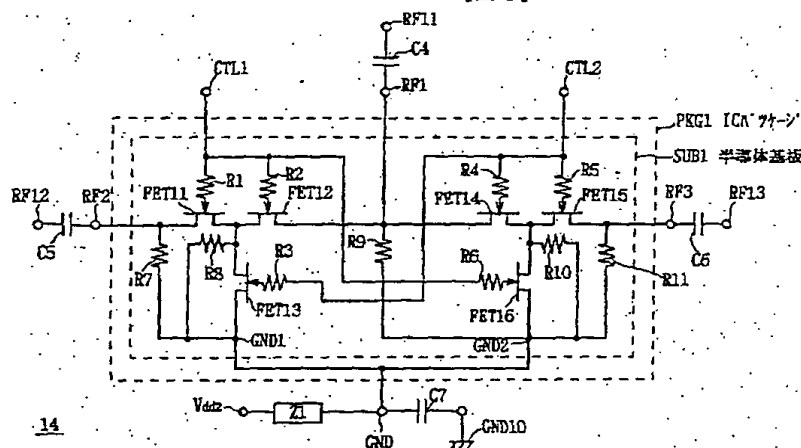 RF11
C4
CTL1
RF1
CTL2
PKG1 ICパッケージ
SUB1 半導体基板
R1
R2
R4
R5
RF12
RF2
FET11
FET12
FET14
FET15
RF3
RF13
C5
R9
C6
R7
R8
R3
R6
R10
R11
FET13
FET16
GND1
GND2
Vdd2
Z1
C7
14
GND
GND10